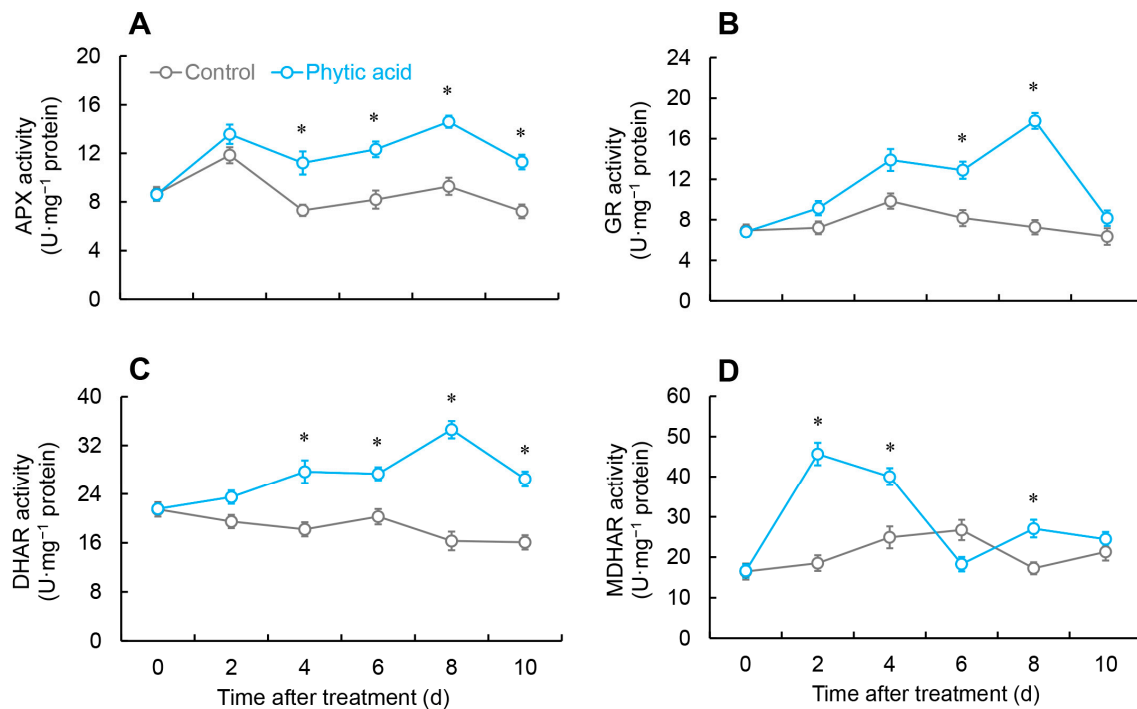 A
20
16
12
8
4
0
APX activity
(U·mg⁻¹ protein)
Control
Phytic acid
*
*
*
*
B
24
20
16
12
8
4
0
GR activity
(U·mg⁻¹ protein)
*
*
C
40
32
24
16
8
0
DHAR activity
(U·mg⁻¹ protein)
*
*
*
*
0 2 4 6 8 10
Time after treatment (d)
D
60
50
40
30
20
10
0
MDHAR activity
(U·mg⁻¹ protein)
*
*
*
0 2 4 6 8 10
Time after treatment (d)